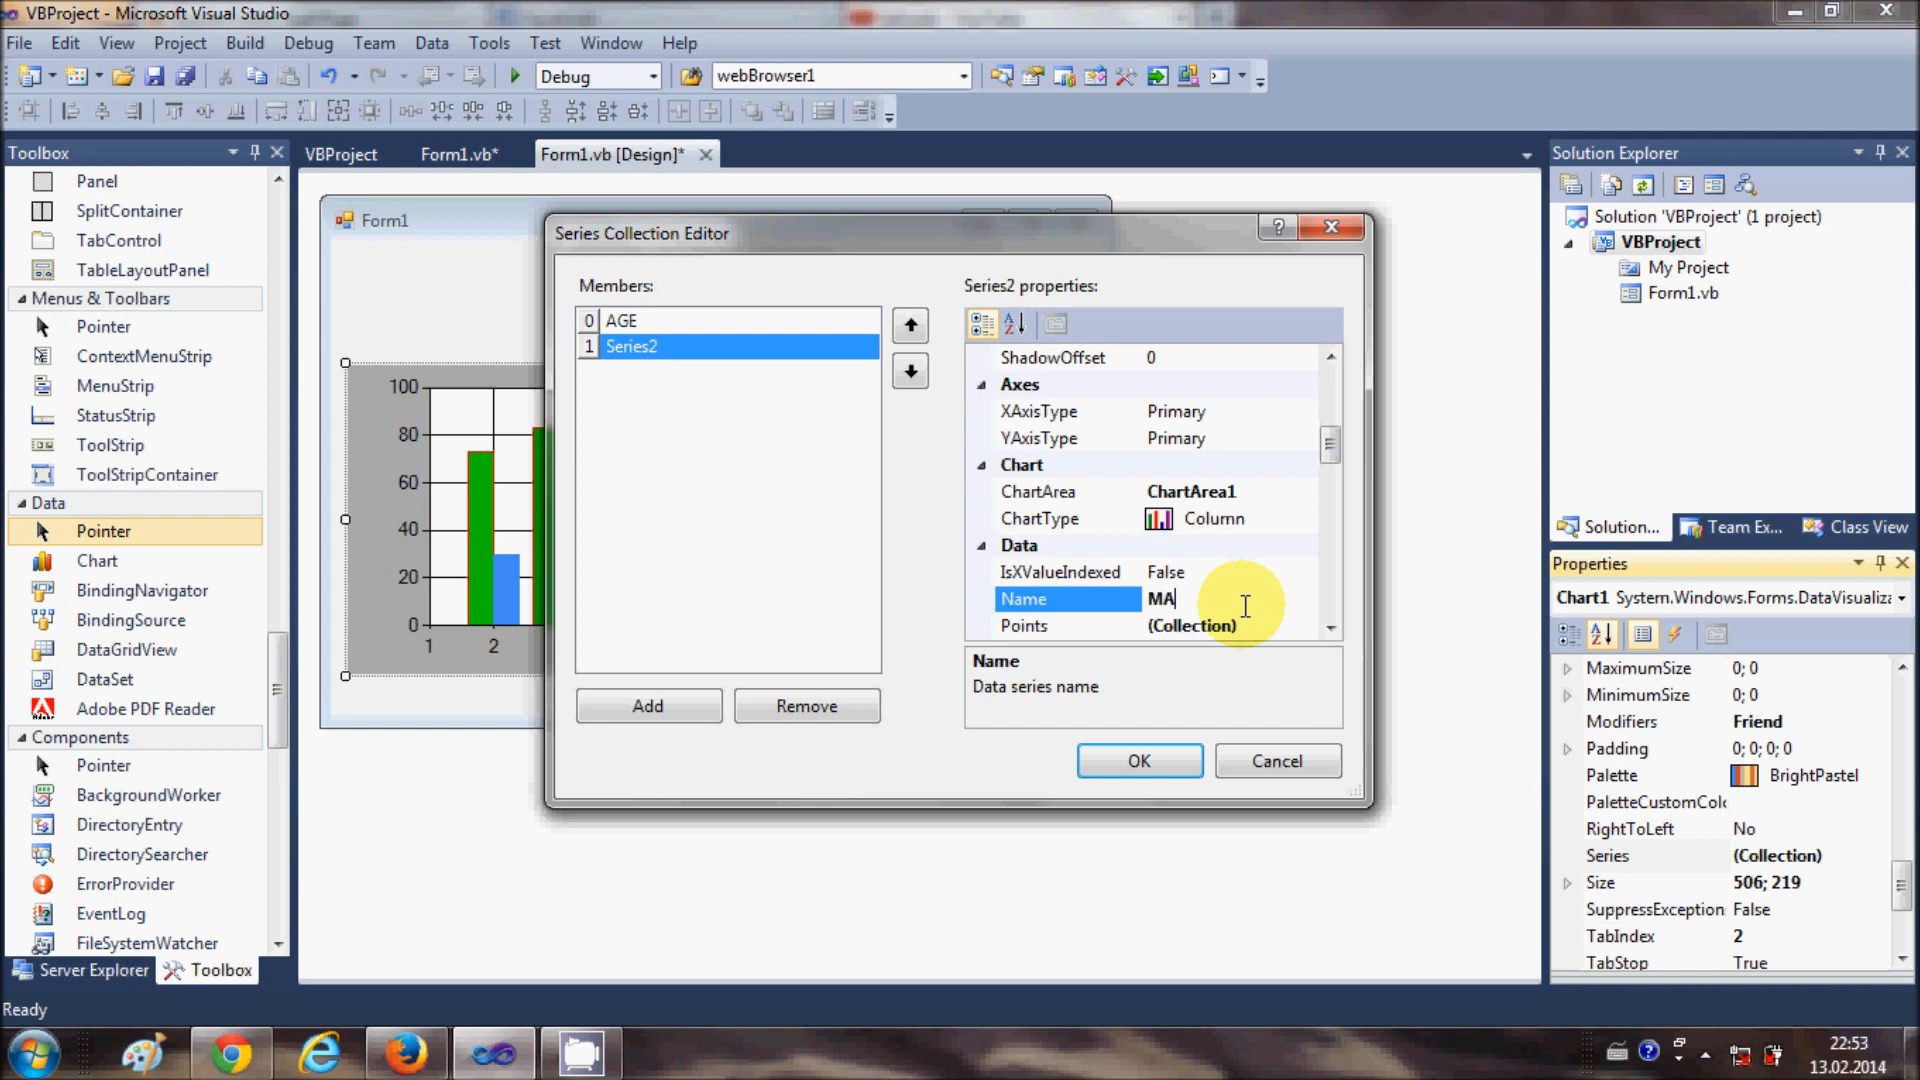 VBProject - Microsoft Visual Studio
File Edit View Project Build Debug Team Data Tools Test Window Help
Debug
webBrowser1
Toolbox
Panel
SplitContainer
TabControl
TableLayoutPanel
Menus & Toolbars
Pointer
ContextMenuStrip
MenuStrip
StatusStrip
ToolStrip
ToolStripContainer
Data
Pointer
Chart
BindingNavigator
BindingSource
DataGridView
DataSet
Adobe PDF Reader
Components
Pointer
BackgroundWorker
DirectoryEntry
DirectorySearcher
ErrorProvider
EventLog
FileSystemWatcher
Server Explorer Toolbox
Ready
VBProject Form1.vb* Form1.vb [Design]*
Form1
100
80
60
40
20
0
1 2
Series Collection Editor
Members:
0 AGE
1 Series2
Add Remove
Series2 properties:
ShadowOffset 0
Axes
XAxisType Primary
YAxisType Primary
Chart
ChartArea ChartArea1
ChartType Column
Data
IsXValueIndexed False
Name MA
Points (Collection)
Name
Data series name
OK Cancel
Solution Explorer
Solution 'VBProject' (1 project)
VBProject
My Project
Form1.vb
Solution... Team Ex... Class View
Properties
Chart1 System.Windows.Forms.DataVisualiza
MaximumSize 0; 0
MinimumSize 0; 0
Modifiers Friend
Padding 0; 0; 0; 0
Palette BrightPastel
PaletteCustomColo
RightToLeft No
Series (Collection)
Size 506; 219
SuppressException: False
TabIndex 2
TabStop True
22:53
13.02.2014